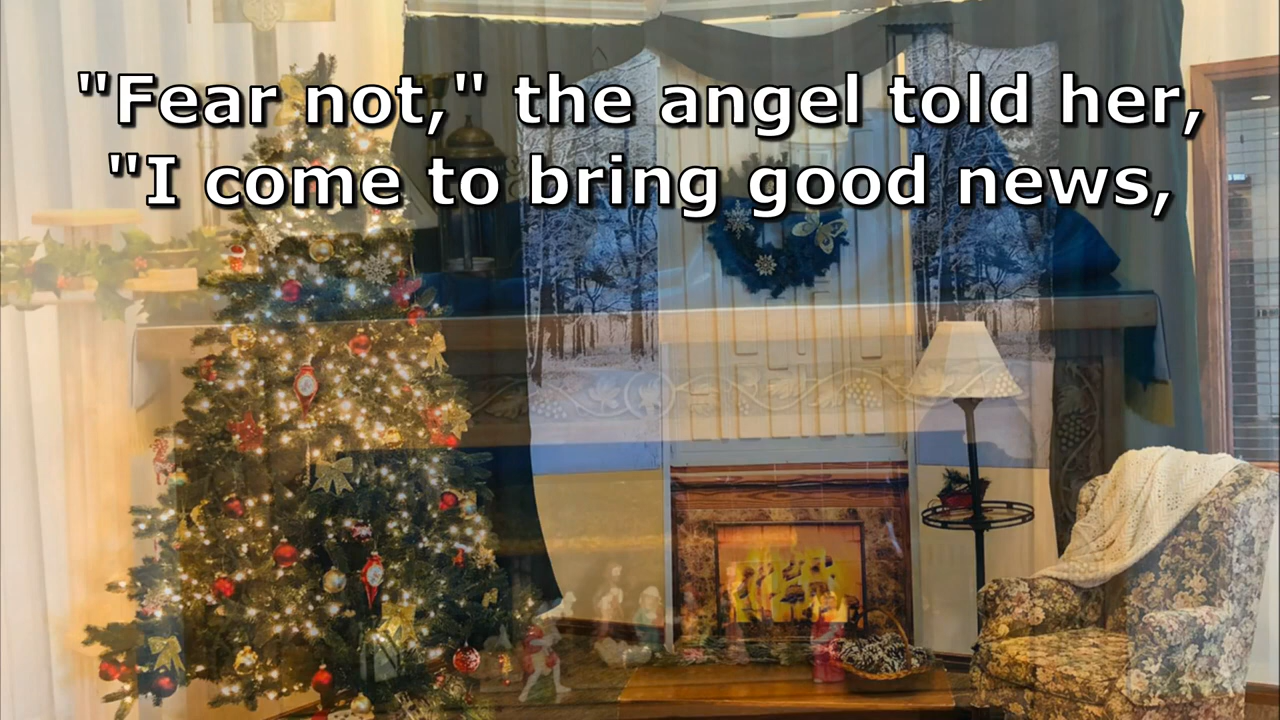 "Fear not," the angel told her,
"I come to bring good news,